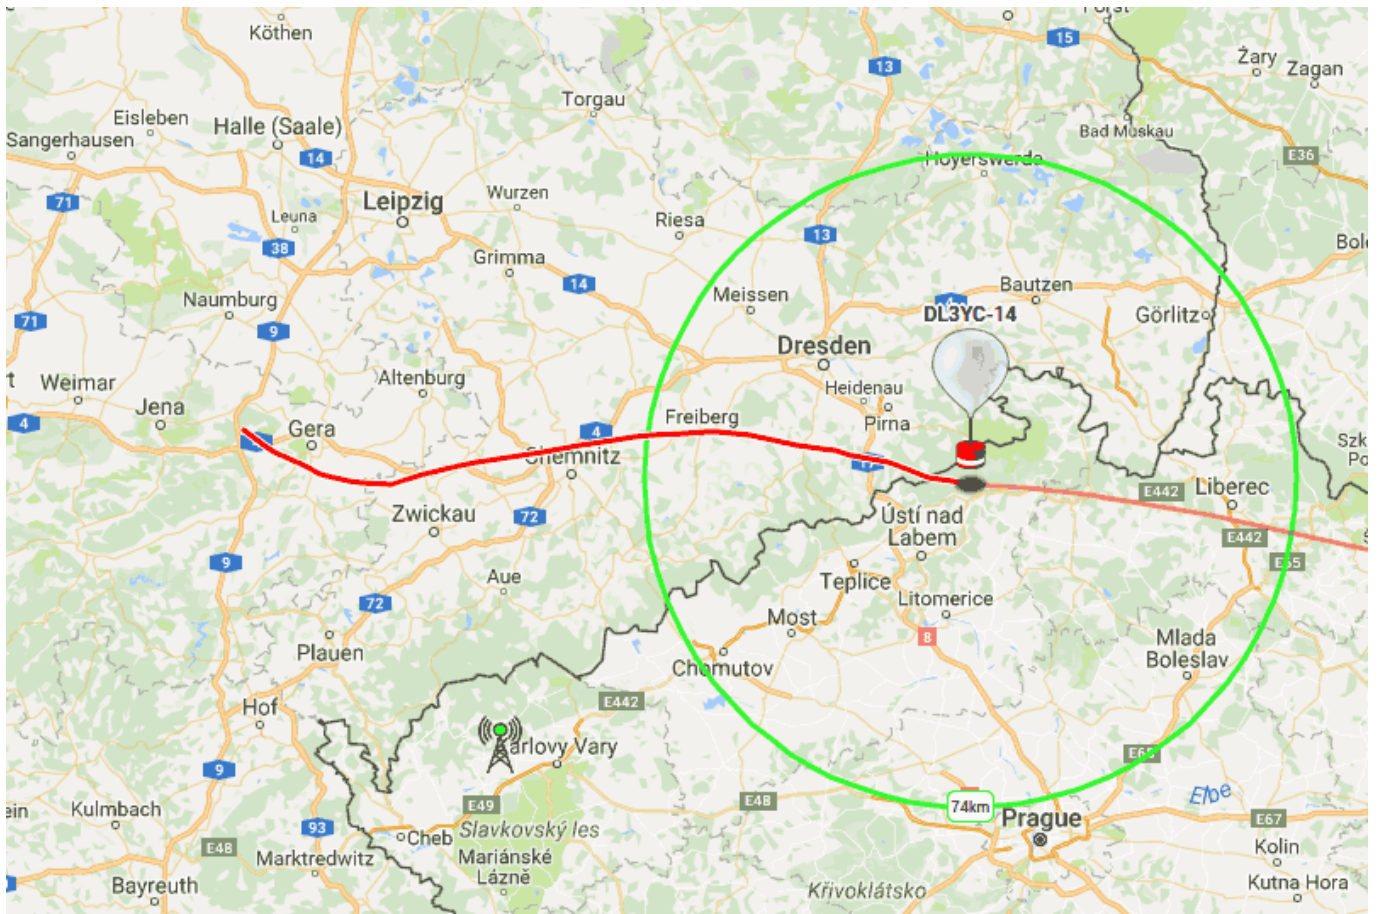 Köthen
15
13
Żary
Zagan
Torgau
Eisleben
Halle (Saale)
Sangerhausen
14
Bad Muskau
E36
Hoyerswerda
71
Leipzig
Wurzen
Leuna
Riesa
38
13
Grimma
14
Bautzen
Meissen
Naumburg
4
DL3YC-14
Görlitz
71
9
Dresden
Weimar
Altenburg
Heidenau
Jena
Pirna
Freiberg
4
Gera
4
Chemnitz
17
E442
Liberec
Zwickau
72
Ústí nad
Labem
E442
9
E65
Aue
Teplice
72
Litomerice
Most
8
Mlada
Boleslav
Plauen
Chomutov
E442
Hof
Karlovy Vary
E65
9
Elbe
E49
E48
74km
Kulmbach
Prague
E67
93
Cheb
Slavkovský les
E48
Marktredwitz
Mariánské
Lázně
Kolin
Bayreuth
Křivoklátsko
Kutna Hora